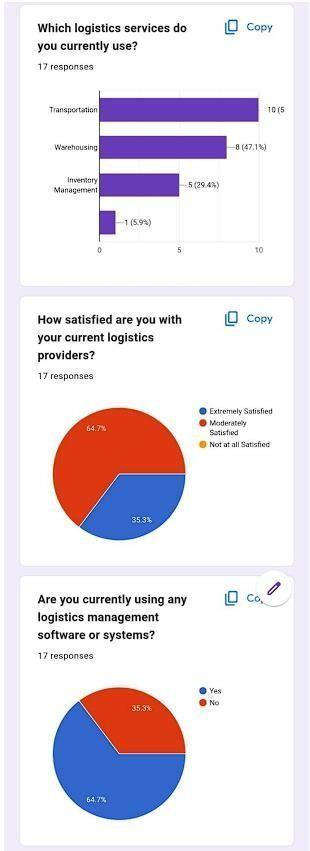 Which logistics services do
you currently use?
Copy
17 responses
Transportation
10 (5
Warehousing
8 (47.1%)
Inventory
Management
5 (29.4%)
1 (5.9%)
0
5
10
How satisfied are you with
your current logistics
providers?
Copy
17 responses
64.7%
35.3%
Extremely Satisfied
Moderately
Satisfied
Not at all Satisfied
Are you currently using any
logistics management
software or systems?
Co
17 responses
35.3%
64.7%
Yes
No